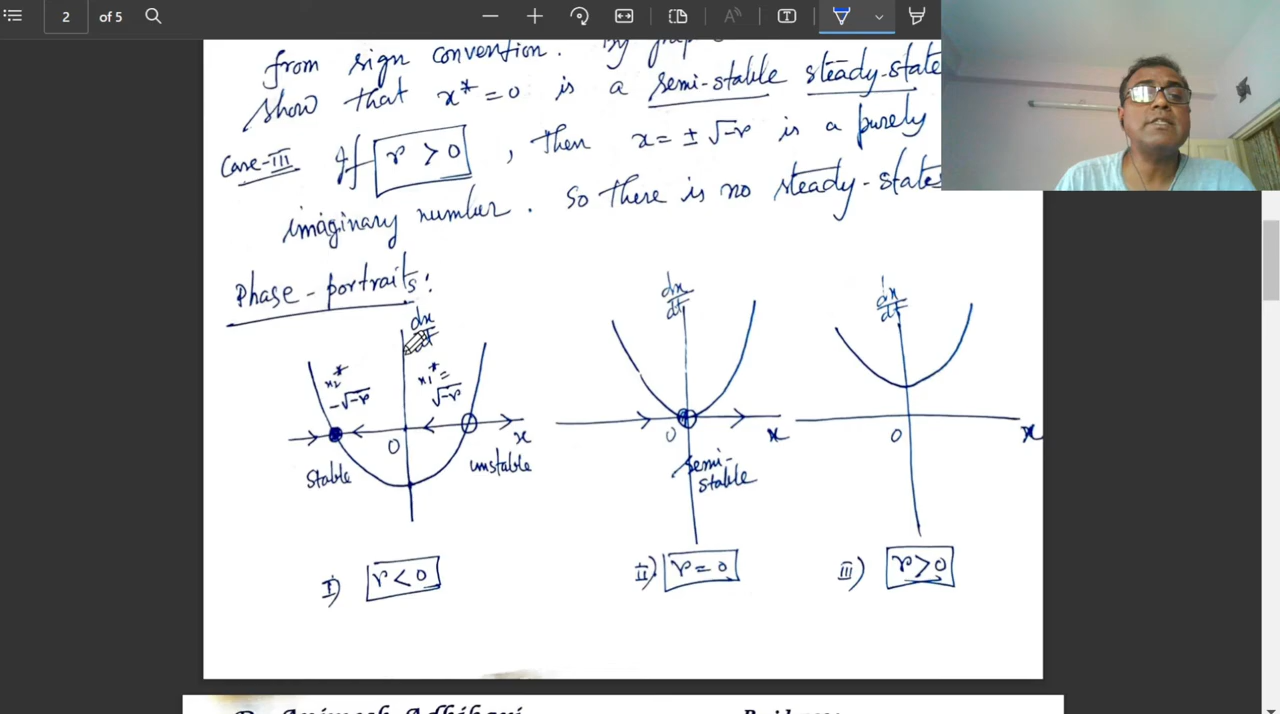 2 of 5
from sign convention. By
show that x* = 0 is a semi-stable steady-state
Case-III If r > 0, then x = ± √-r is a purely
imaginary number. So there is no steady-state
Phase-portraits:
dx/dt
dx/dt
dx/dt
x₂* -√-r
x₁* = √-r
0
x
Stable
unstable
0
x
semi-
stable
0
x
I) r < 0
II) r = 0
III) r > 0